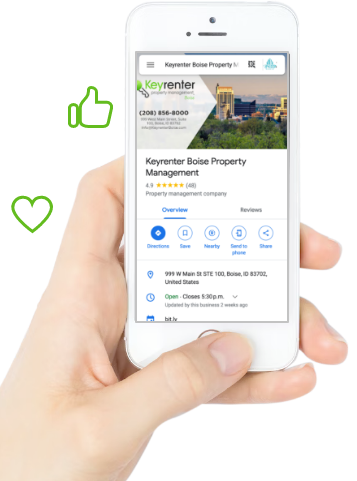 Keyrenter Boise Property M
Keyrenter
property management.
Boise
(208) 856-8000
Keyrenter Boise Property
Management
4.9 ★★★★★ (48)
Property management company
Overview Reviews
Directions Save Nearby Send to phone Share
999 W Main St STE 100, Boise, ID 83702,
United States
Open · Closes 5:30 p.m.
Updated by this business 2 weeks ago
bit.ly